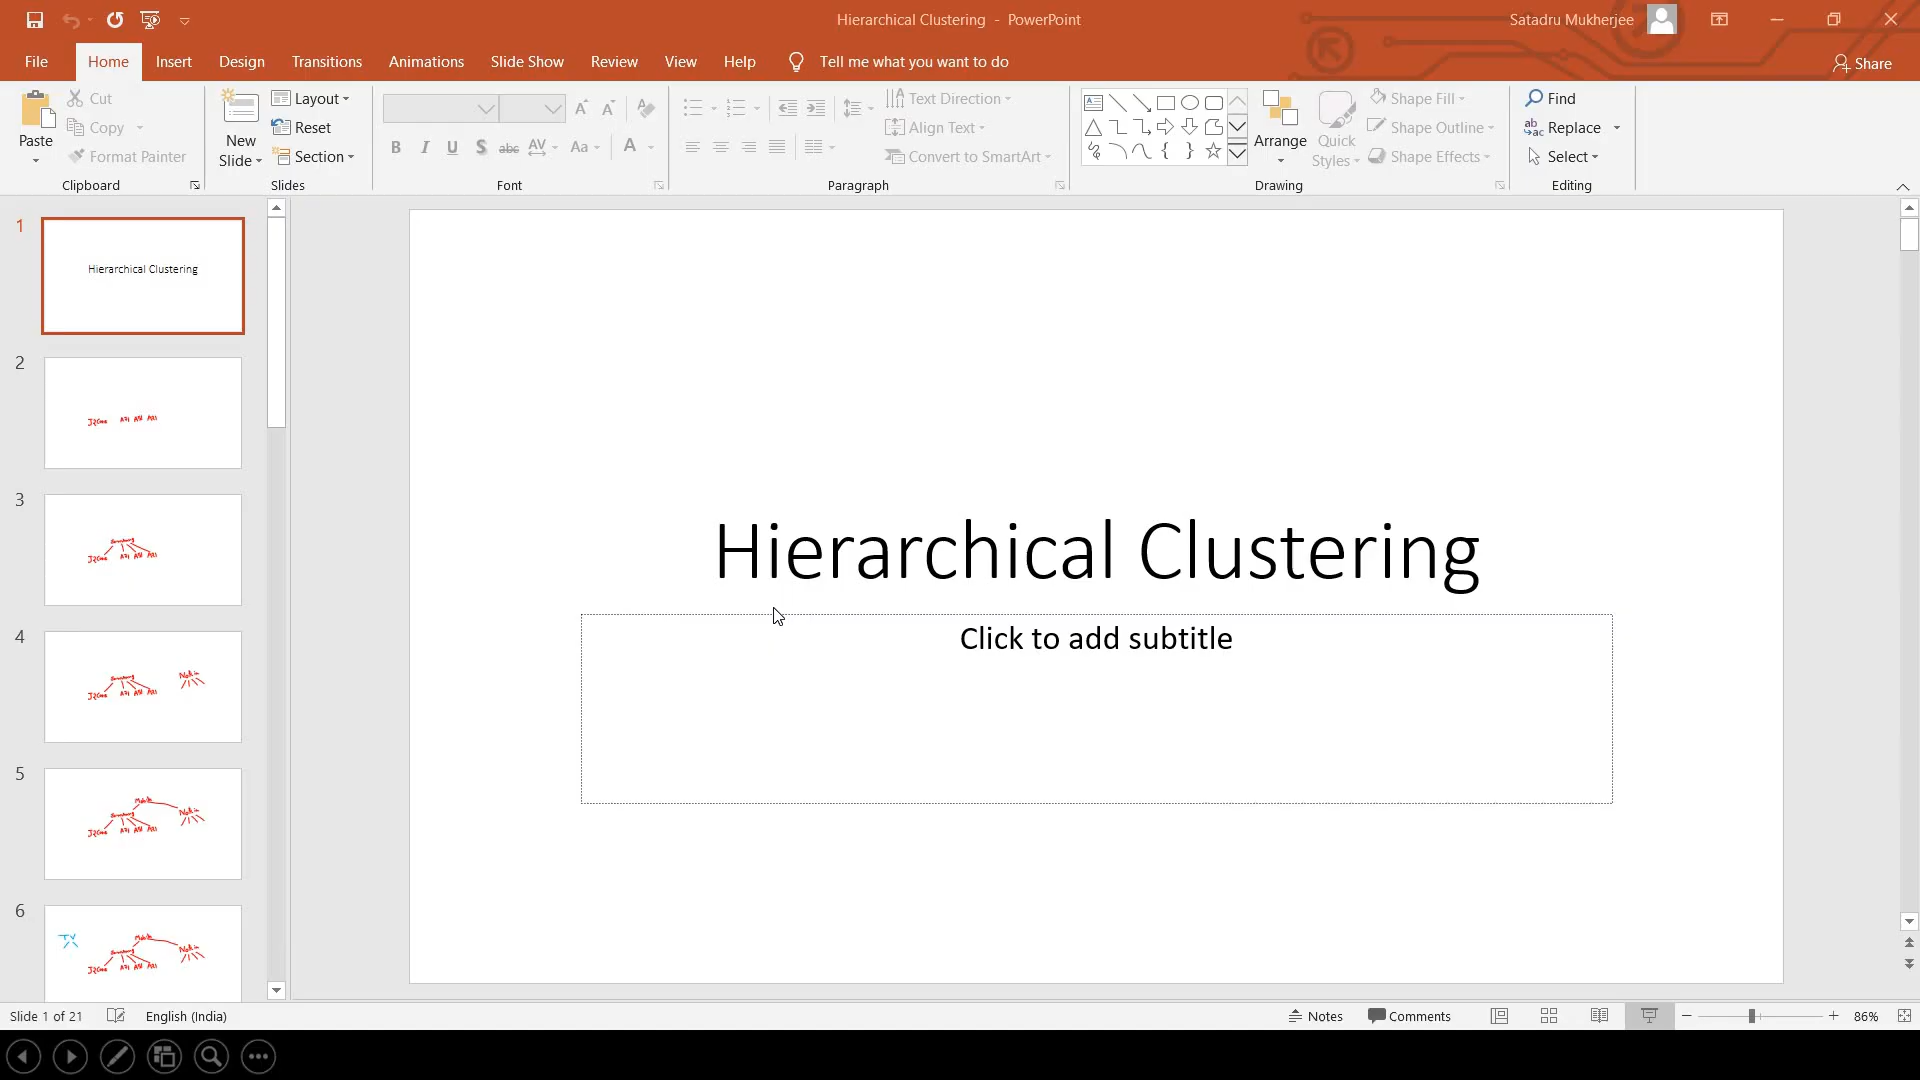 Hierarchical Clustering - PowerPoint
Satadru Mukherjee
File Home Insert Design Transitions Animations Slide Show Review View Help Tell me what you want to do
Share
Paste
Cut
Copy
Format Painter
Clipboard
New
Slide
Layout
Reset
Section
Slides
B I U S abc AV Aa A
Font
Text Direction
Align Text
Convert to SmartArt
Paragraph
Arrange
Quick
Styles
Shape Fill
Shape Outline
Shape Effects
Drawing
Find
Replace
Select
Editing
1
Hierarchical Clustering
2
3
4
5
6
TV
Hierarchical Clustering
Click to add subtitle
Slide 1 of 21
English (India)
Notes
Comments
86%